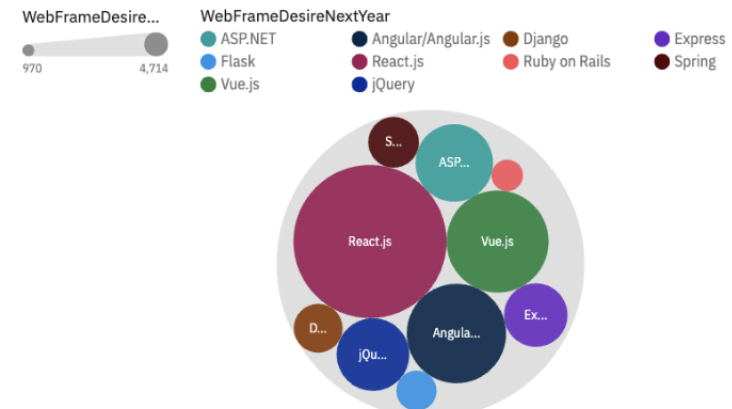 WebFrameDesire...
970 4,714
WebFrameDesireNextYear
ASP.NET Angular/Angular.js Django Express
Flask React.js Ruby on Rails Spring
Vue.js jQuery
S...
ASP...
React.js
Vue.js
Ex...
D...
Angula...
jQu...